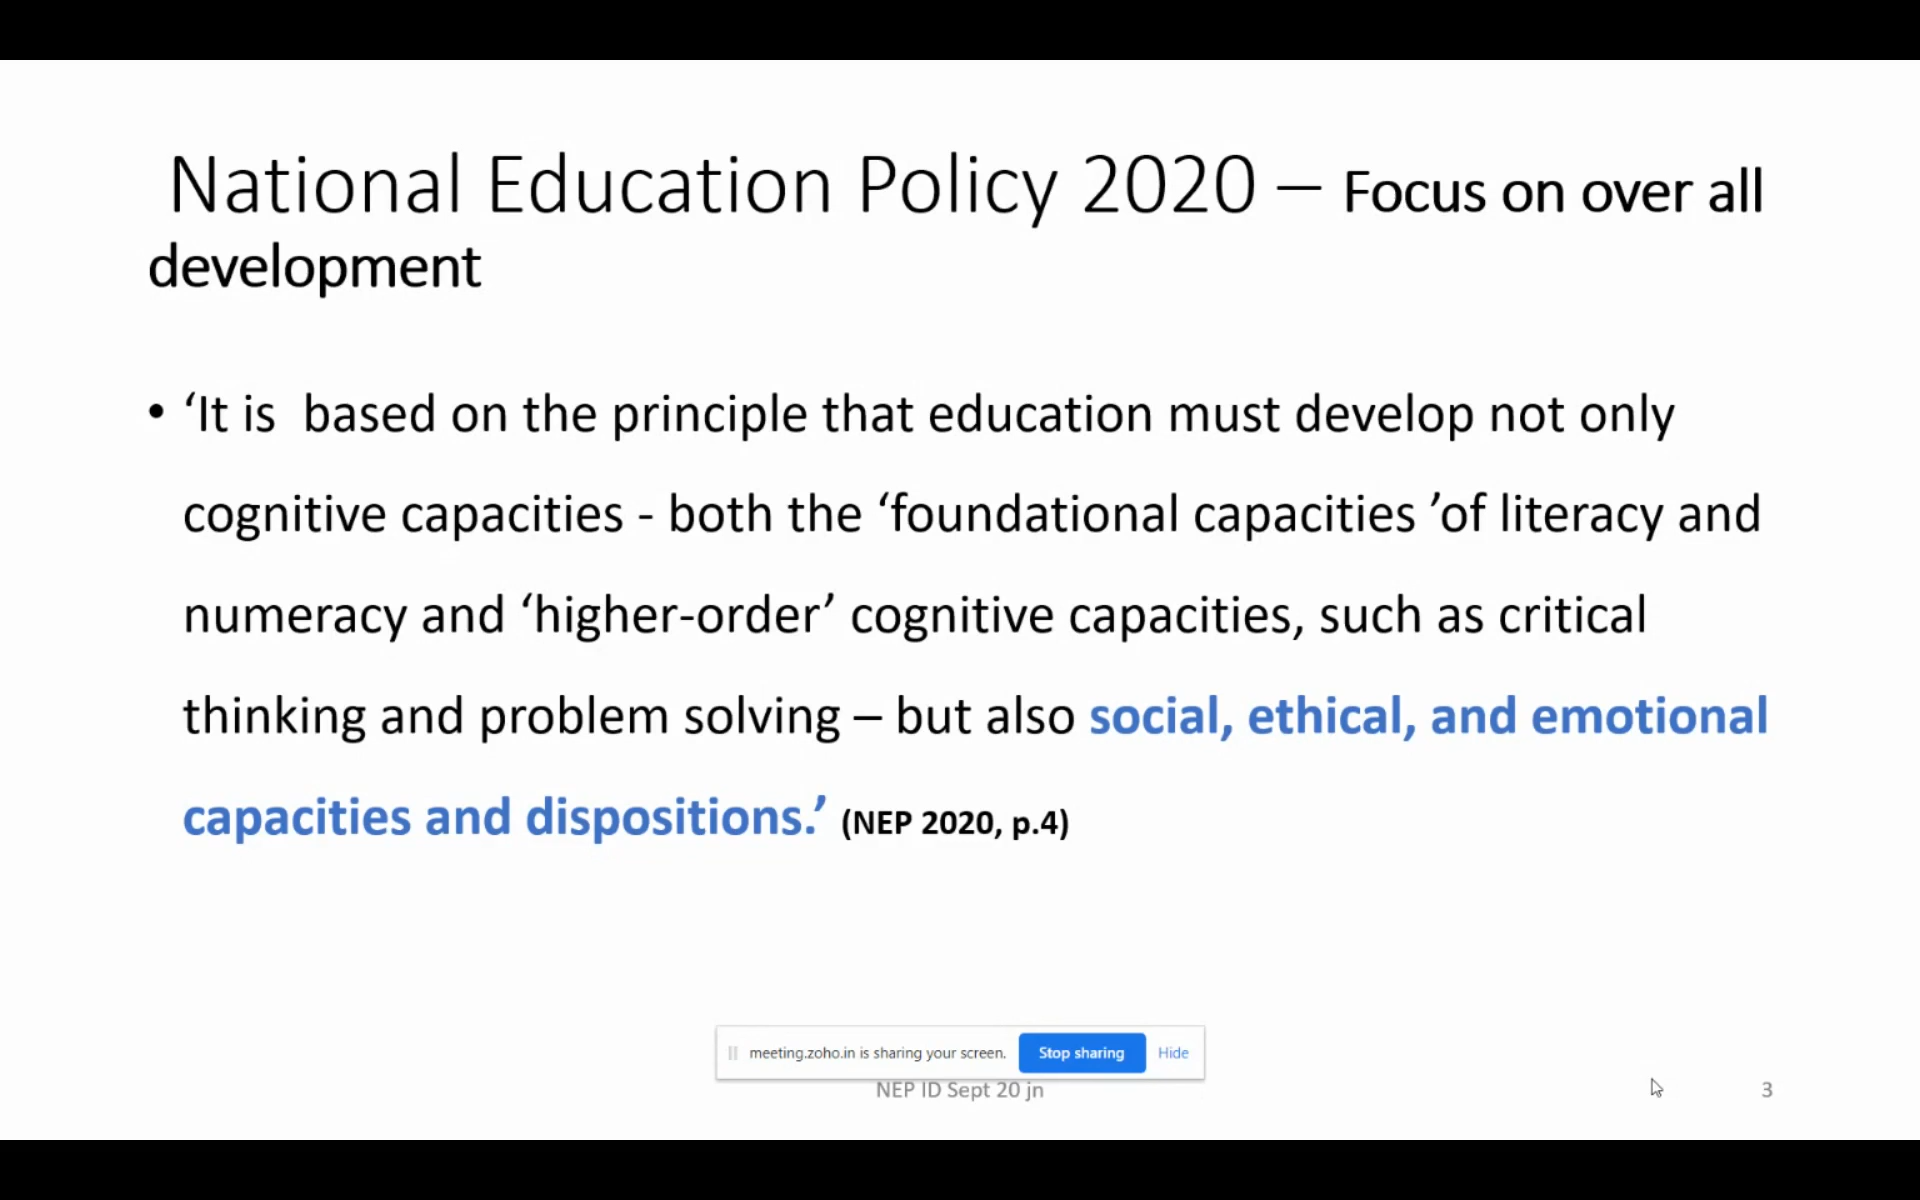 National Education Policy 2020 – Focus on over all
development
• ‘It is  based on the principle that education must develop not only
cognitive capacities - both the ‘foundational capacities ’of literacy and
numeracy and ‘higher-order’ cognitive capacities, such as critical
thinking and problem solving – but also social, ethical, and emotional
capacities and dispositions.’ (NEP 2020, p.4)
meeting.zoho.in is sharing your screen. Stop sharing Hide
NEP ID Sept 20 jn 3